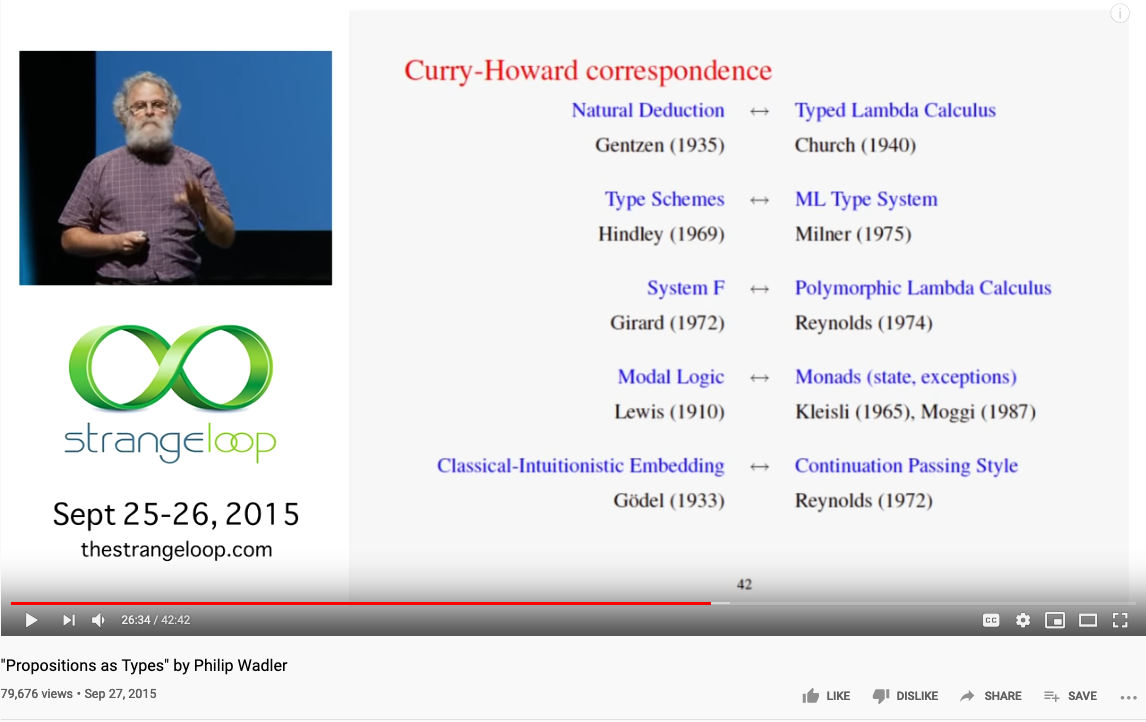 Curry-Howard correspondence
Natural Deduction ↔ Typed Lambda Calculus
Gentzen (1935) Church (1940)
Type Schemes ↔ ML Type System
Hindley (1969) Milner (1975)
System F ↔ Polymorphic Lambda Calculus
Girard (1972) Reynolds (1974)
Modal Logic ↔ Monads (state, exceptions)
Lewis (1910) Kleisli (1965), Moggi (1987)
Classical-Intuitionistic Embedding ↔ Continuation Passing Style
Gödel (1933) Reynolds (1972)
42
strangeloop
Sept 25-26, 2015
thestrangeloop.com
26:34 / 42:42
CC
"Propositions as Types" by Philip Wadler
79,676 views • Sep 27, 2015
LIKE DISLIKE SHARE SAVE